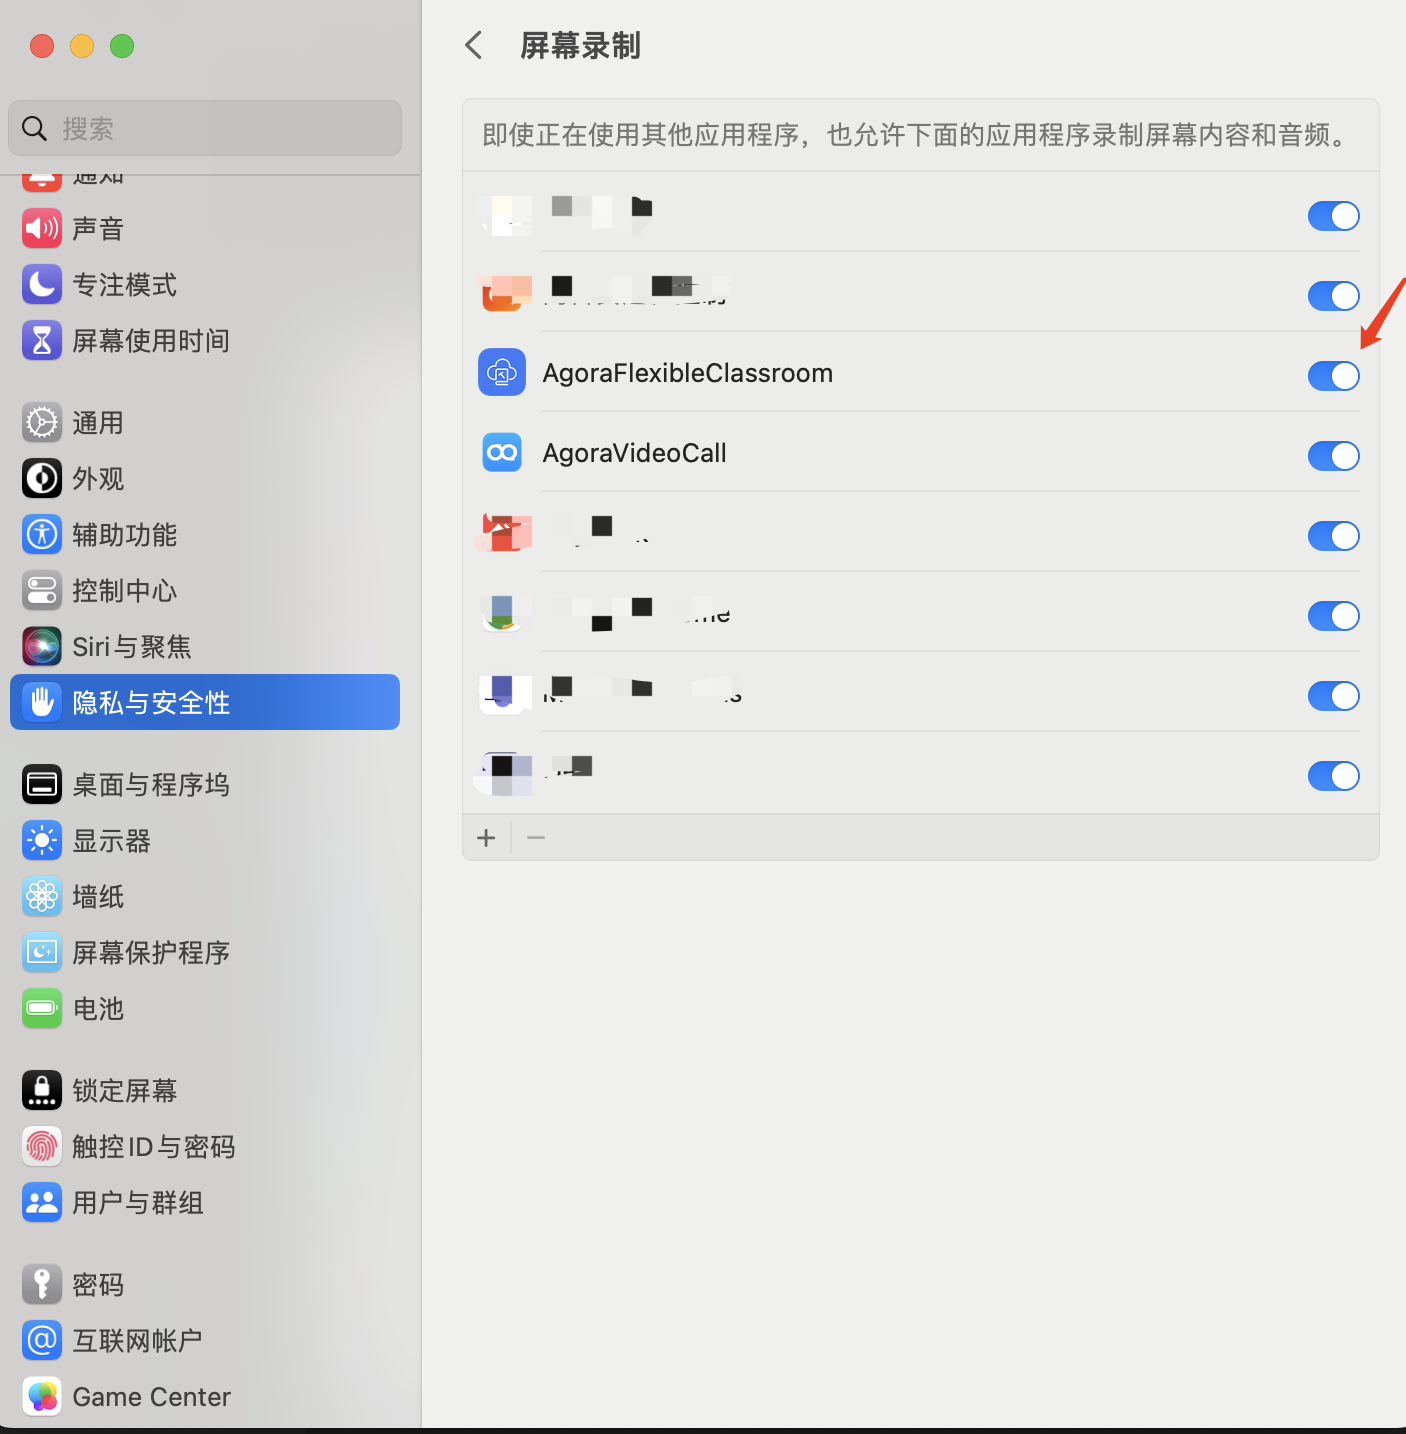 搜索
通知
声音
专注模式
屏幕使用时间
通用
外观
辅助功能
控制中心
Siri与聚焦
隐私与安全性
桌面与程序坞
显示器
墙纸
屏幕保护程序
电池
锁定屏幕
触控ID与密码
用户与群组
密码
互联网帐户
Game Center
屏幕录制
即使正在使用其他应用程序，也允许下面的应用程序录制屏幕内容和音频。
AgoraFlexibleClassroom
AgoraVideoCall